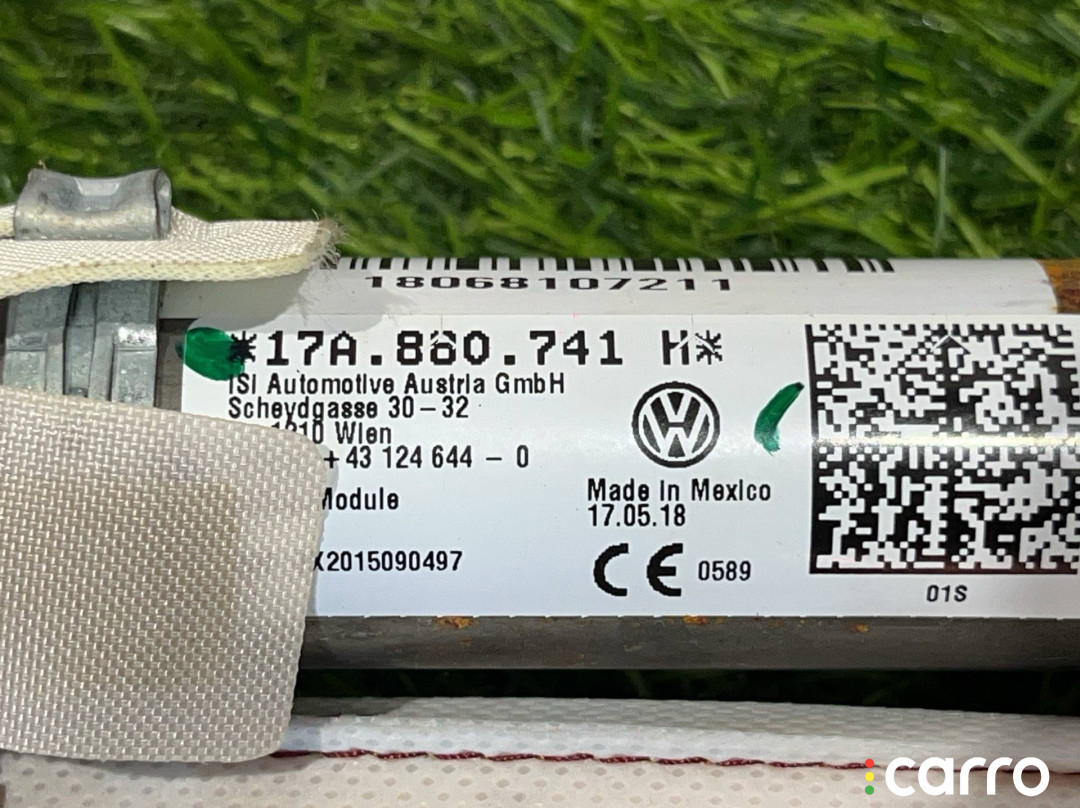 18068107211
*17A.880.741 H*
iSi Automotive Austria GmbH
Scheydgasse 30-32
Wien
+43 124 644 - 0
Module
Made in Mexico
17.05.18
X2015090497
CE 0589
01S
carro